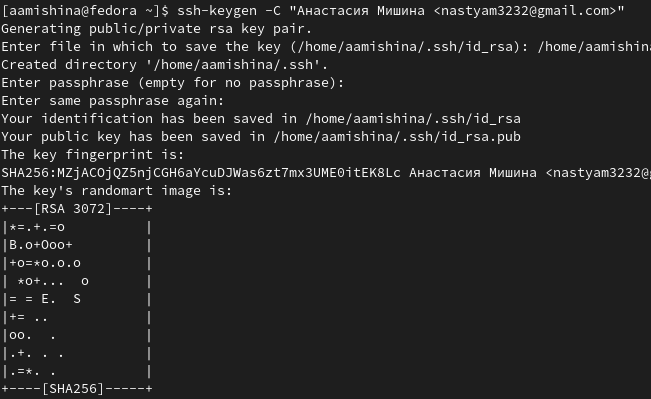 [aamishina@fedora ~]$ ssh-keygen -C "Анастасия Мишина <nastyam3232@gmail.com>"
Generating public/private rsa key pair.
Enter file in which to save the key (/home/aamishina/.ssh/id_rsa): /home/aamishin
Created directory '/home/aamishina/.ssh'.
Enter passphrase (empty for no passphrase):
Enter same passphrase again:
Your identification has been saved in /home/aamishina/.ssh/id_rsa
Your public key has been saved in /home/aamishina/.ssh/id_rsa.pub
The key fingerprint is:
SHA256:MZjACOjQZ5njCGH6aYcuDJWas6zt7mx3UME0itEK8Lc Анастасия Мишина <nastyam3232@g
The key's randomart image is:
+---[RSA 3072]----+
|*=.+.=o          |
|B.o+Ooo+         |
|+o=*o.o.o        |
| *o+...  o       |
|= = E.  S        |
|+= ..            |
|oo.  .           |
|.+. . .          |
|.=*. .           |
+----[SHA256]-----+